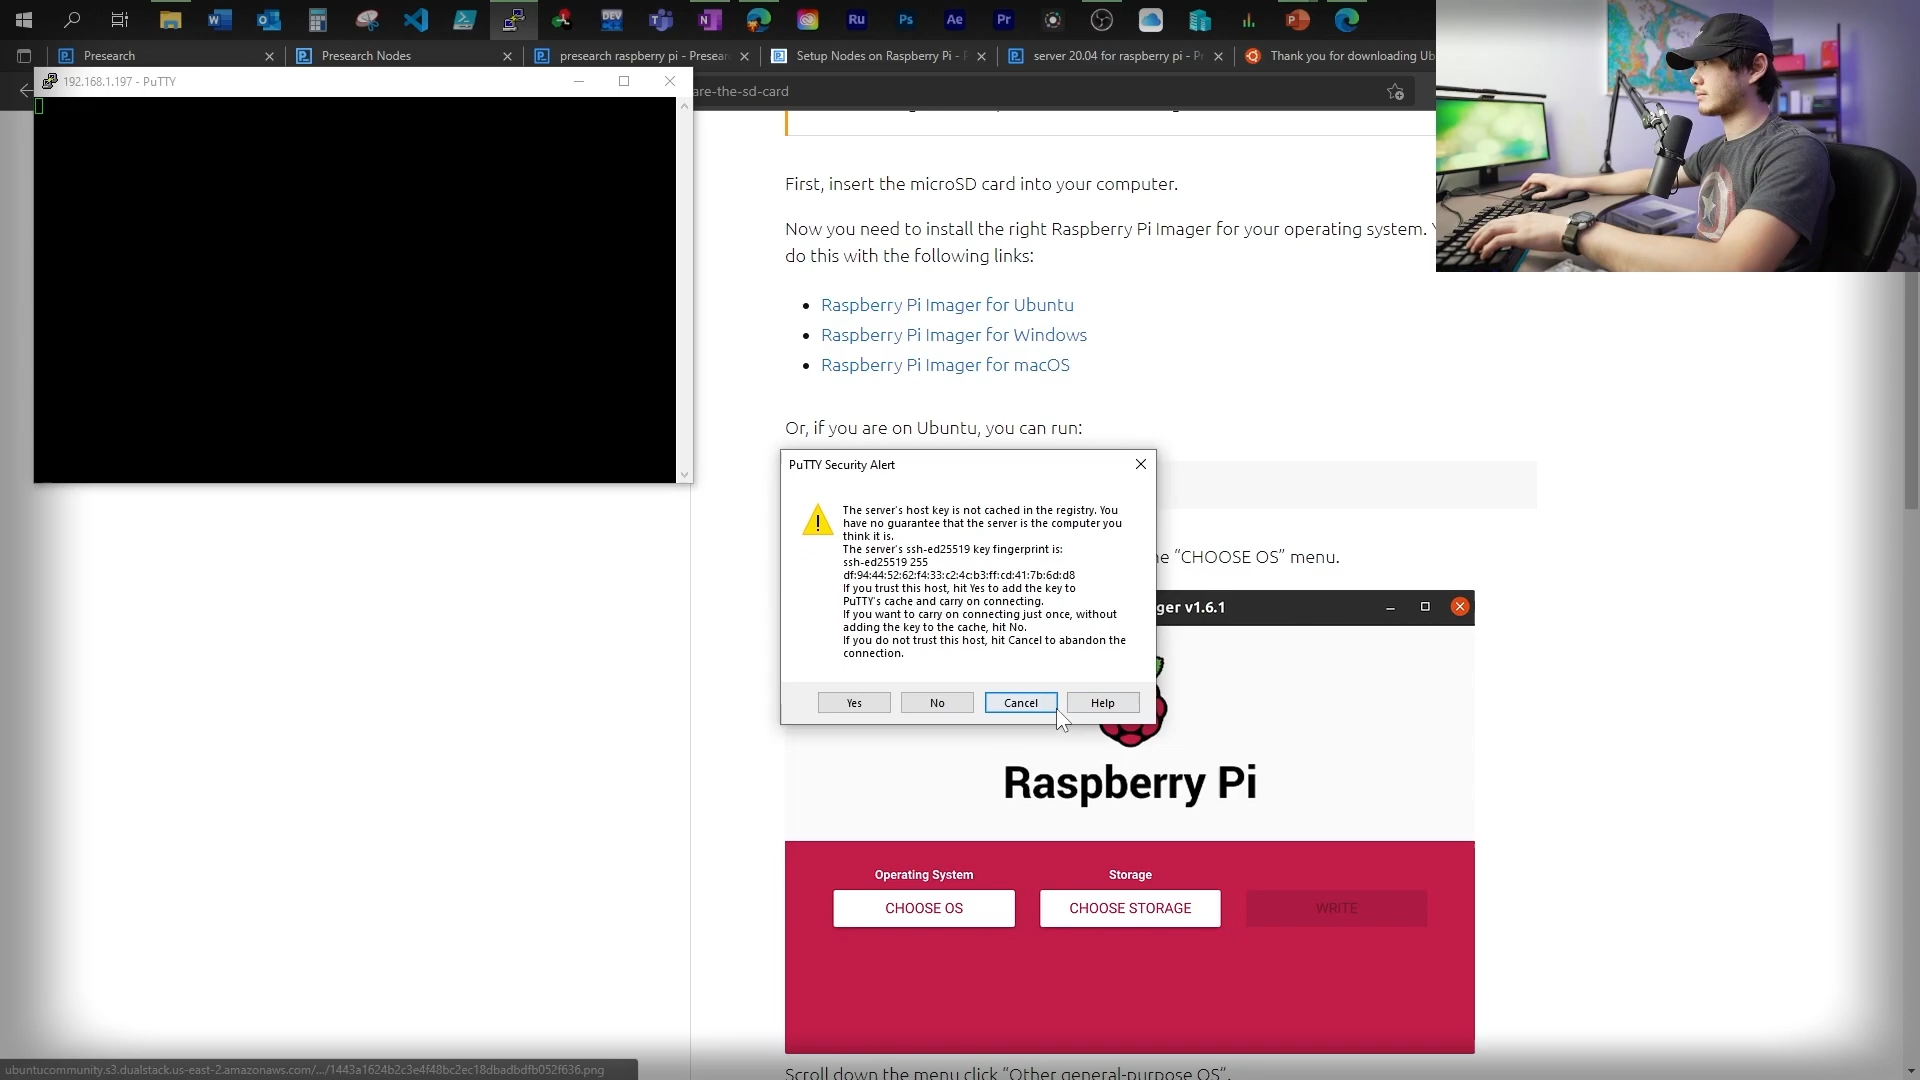 Presearch
Presearch Nodes
presearch raspberry pi - Presear
Setup Nodes on Raspberry Pi - P
server 20.04 for raspberry pi - Pr
Thank you for downloading Ub
192.168.1.197 - PuTTY
are-the-sd-card
First, insert the microSD card into your computer.
Now you need to install the right Raspberry Pi Imager for your operating system. Y
do this with the following links:
Raspberry Pi Imager for Ubuntu
Raspberry Pi Imager for Windows
Raspberry Pi Imager for macOS
Or, if you are on Ubuntu, you can run:
PuTTY Security Alert
The server's host key is not cached in the registry. You
have no guarantee that the server is the computer you
think it is.
The server's ssh-ed25519 key fingerprint is:
ssh-ed25519 255
df:94:44:52:62:f4:33:c2:4c:b3:ff:cd:41:7b:6d:d8
If you trust this host, hit Yes to add the key to
PuTTY's cache and carry on connecting.
If you want to carry on connecting just once, without
adding the key to the cache, hit No.
If you do not trust this host, hit Cancel to abandon the
connection.
Yes
No
Cancel
Help
he "CHOOSE OS" menu.
ger v1.6.1
Raspberry Pi
Operating System
Storage
CHOOSE OS
CHOOSE STORAGE
WRITE
Scroll down the menu click "Other general-purpose OS".
ubuntucommunity.s3.dualstack.us-east-2.amazonaws.com/.../1443a1624b2c3e4f48bc2ec18dbadbdfb052f636.png
Ru
Ps
Ae
Pr
DEV